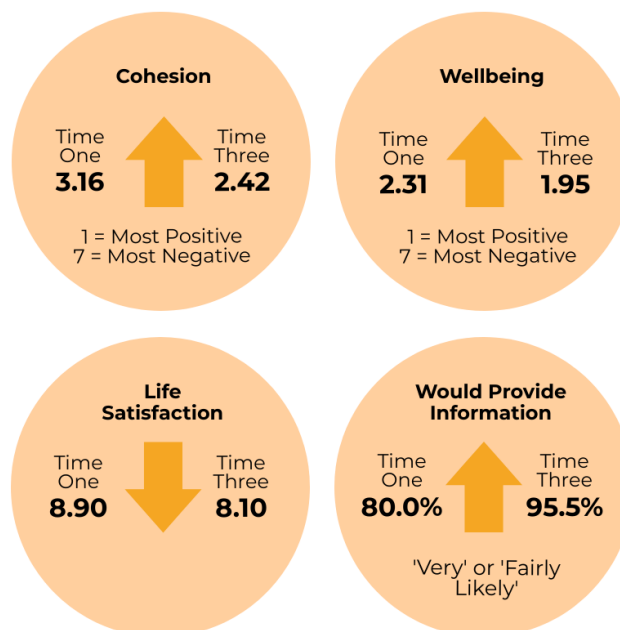 Cohesion
Time
One
3.16
Time
Three
2.42
1 = Most Positive
7 = Most Negative
Wellbeing
Time
One
2.31
Time
Three
1.95
1 = Most Positive
7 = Most Negative
Life
Satisfaction
Time
One
8.90
Time
Three
8.10
Would Provide
Information
Time
One
80.0%
Time
Three
95.5%
'Very' or 'Fairly
Likely'